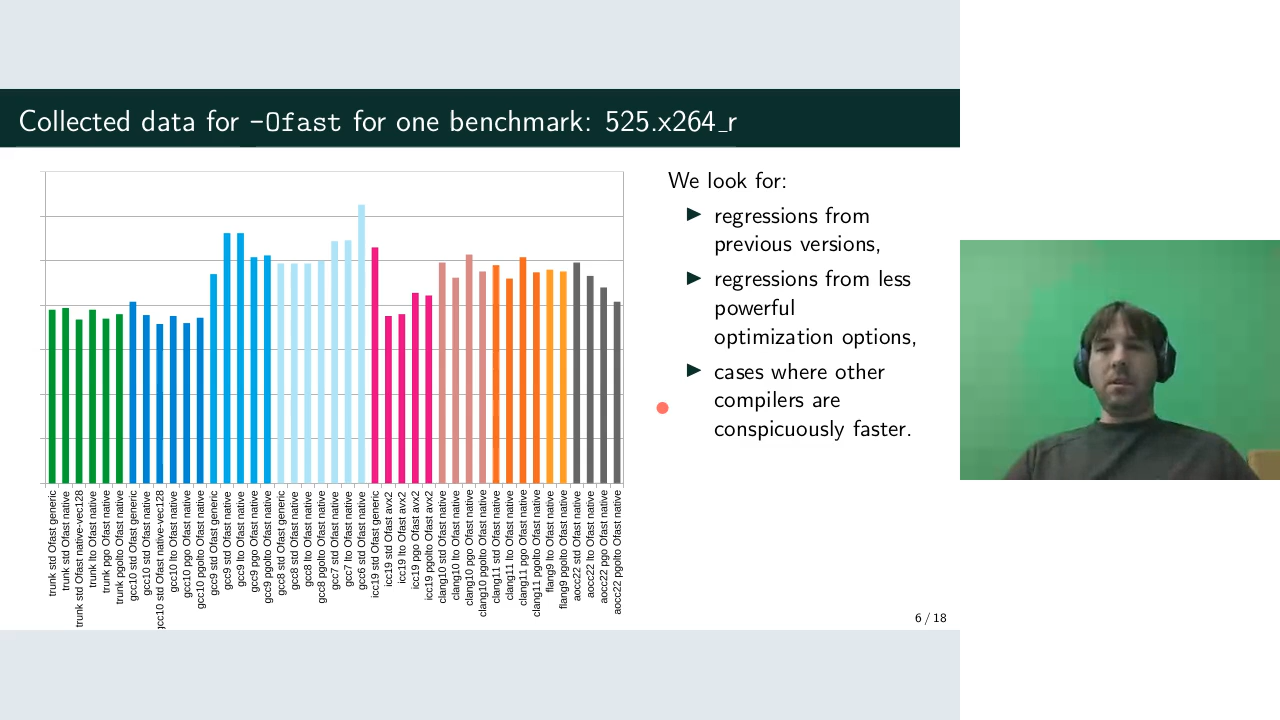 Collected data for -Ofast for one benchmark: 525.x264_r
We look for:
▶ regressions from
previous versions,
▶ regressions from less
powerful
optimization options,
▶ cases where other
compilers are
conspicuously faster.
trunk std Ofast generic
trunk std Ofast native
trunk std Ofast native-vec128
trunk lto Ofast native
trunk pgo Ofast native
trunk pgolto Ofast native
gcc10 std Ofast generic
gcc10 std Ofast native
gcc10 std Ofast native-vec128
gcc10 lto Ofast native
gcc10 pgo Ofast native
gcc10 pgolto Ofast native
gcc9 std Ofast generic
gcc9 std Ofast native
gcc9 lto Ofast native
gcc9 pgo Ofast native
gcc9 pgolto Ofast native
gcc8 std Ofast generic
gcc8 std Ofast native
gcc8 lto Ofast native
gcc8 pgolto Ofast native
gcc7 std Ofast native
gcc7 lto Ofast native
gcc6 std Ofast native
icc19 std Ofast generic
icc19 std Ofast avx2
icc19 lto Ofast avx2
icc19 pgo Ofast avx2
icc19 pgolto Ofast avx2
clang10 std Ofast native
clang10 lto Ofast native
clang10 pgo Ofast native
clang10 pgolto Ofast native
clang11 std Ofast native
clang11 lto Ofast native
clang11 pgo Ofast native
clang11 pgolto Ofast native
flang9 lto Ofast native
flang9 pgolto Ofast native
aocc22 std Ofast native
aocc22 lto Ofast native
aocc22 pgo Ofast native
aocc22 pgolto Ofast native
6 / 18